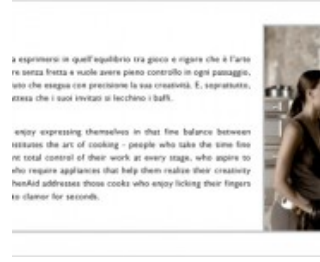 a esprimersi in quell'equilibrio tra gioco e rigore che è l'arte
re senza fretta e vuole avere pieno controllo in ogni passaggio,
uto che esegua con precisione la sua creatività. E, soprattutto,
ttesa che i suoi invitati si lecchino i baffi.
enjoy expressing themselves in that fine balance between
nstitutes the art of cooking - people who take the time fine
nt total control of their work at every stage, who aspire to
who require appliances that help them realize their creativity
henAid addresses those cooks who enjoy licking their fingers
to clamor for seconds.